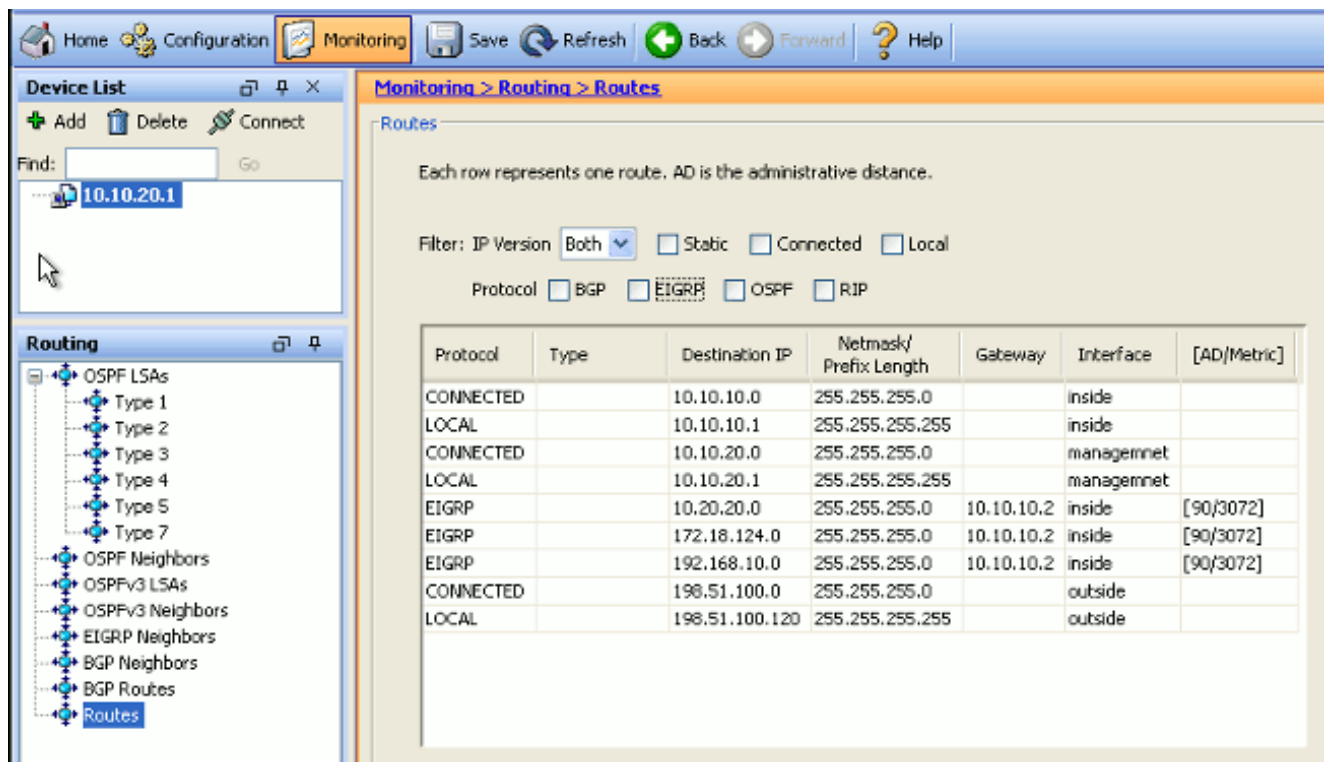 Home Configuration Monitoring Save Refresh Back Forward Help
Device List
Add Delete Connect
Find: Go
10.10.20.1
Routing
OSPF LSAs
Type 1
Type 2
Type 3
Type 4
Type 5
Type 7
OSPF Neighbors
OSPFv3 LSAs
OSPFv3 Neighbors
EIGRP Neighbors
BGP Neighbors
BGP Routes
Routes
Monitoring > Routing > Routes
Routes
Each row represents one route. AD is the administrative distance.
Filter: IP Version Both Static Connected Local
Protocol BGP EIGRP OSPF RIP
Protocol Type Destination IP Netmask/ Prefix Length Gateway Interface [AD/Metric]
CONNECTED 10.10.10.0 255.255.255.0 inside
LOCAL 10.10.10.1 255.255.255.255 inside
CONNECTED 10.10.20.0 255.255.255.0 managemnet
LOCAL 10.10.20.1 255.255.255.255 managemnet
EIGRP 10.20.20.0 255.255.255.0 10.10.10.2 inside [90/3072]
EIGRP 172.18.124.0 255.255.255.0 10.10.10.2 inside [90/3072]
EIGRP 192.168.10.0 255.255.255.0 10.10.10.2 inside [90/3072]
CONNECTED 198.51.100.0 255.255.255.0 outside
LOCAL 198.51.100.120 255.255.255.255 outside